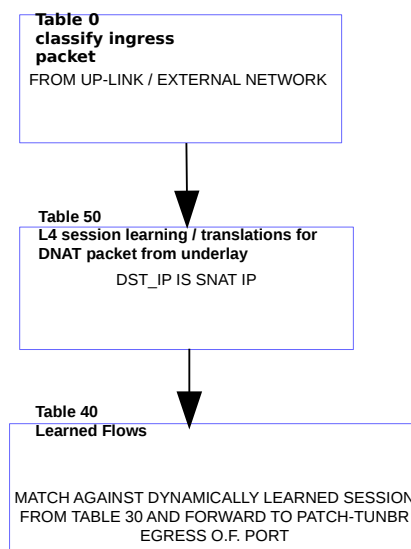 Table 0
classify ingress
packet
FROM UP-LINK / EXTERNAL NETWORK
Table 50
L4 session learning / translations for
DNAT packet from underlay
DST_IP IS SNAT IP
Table 40
Learned Flows
MATCH AGAINST DYNAMICALLY LEARNED SESSION
FROM TABLE 30 AND FORWARD TO PATCH-TUNBR
EGRESS O.F. PORT